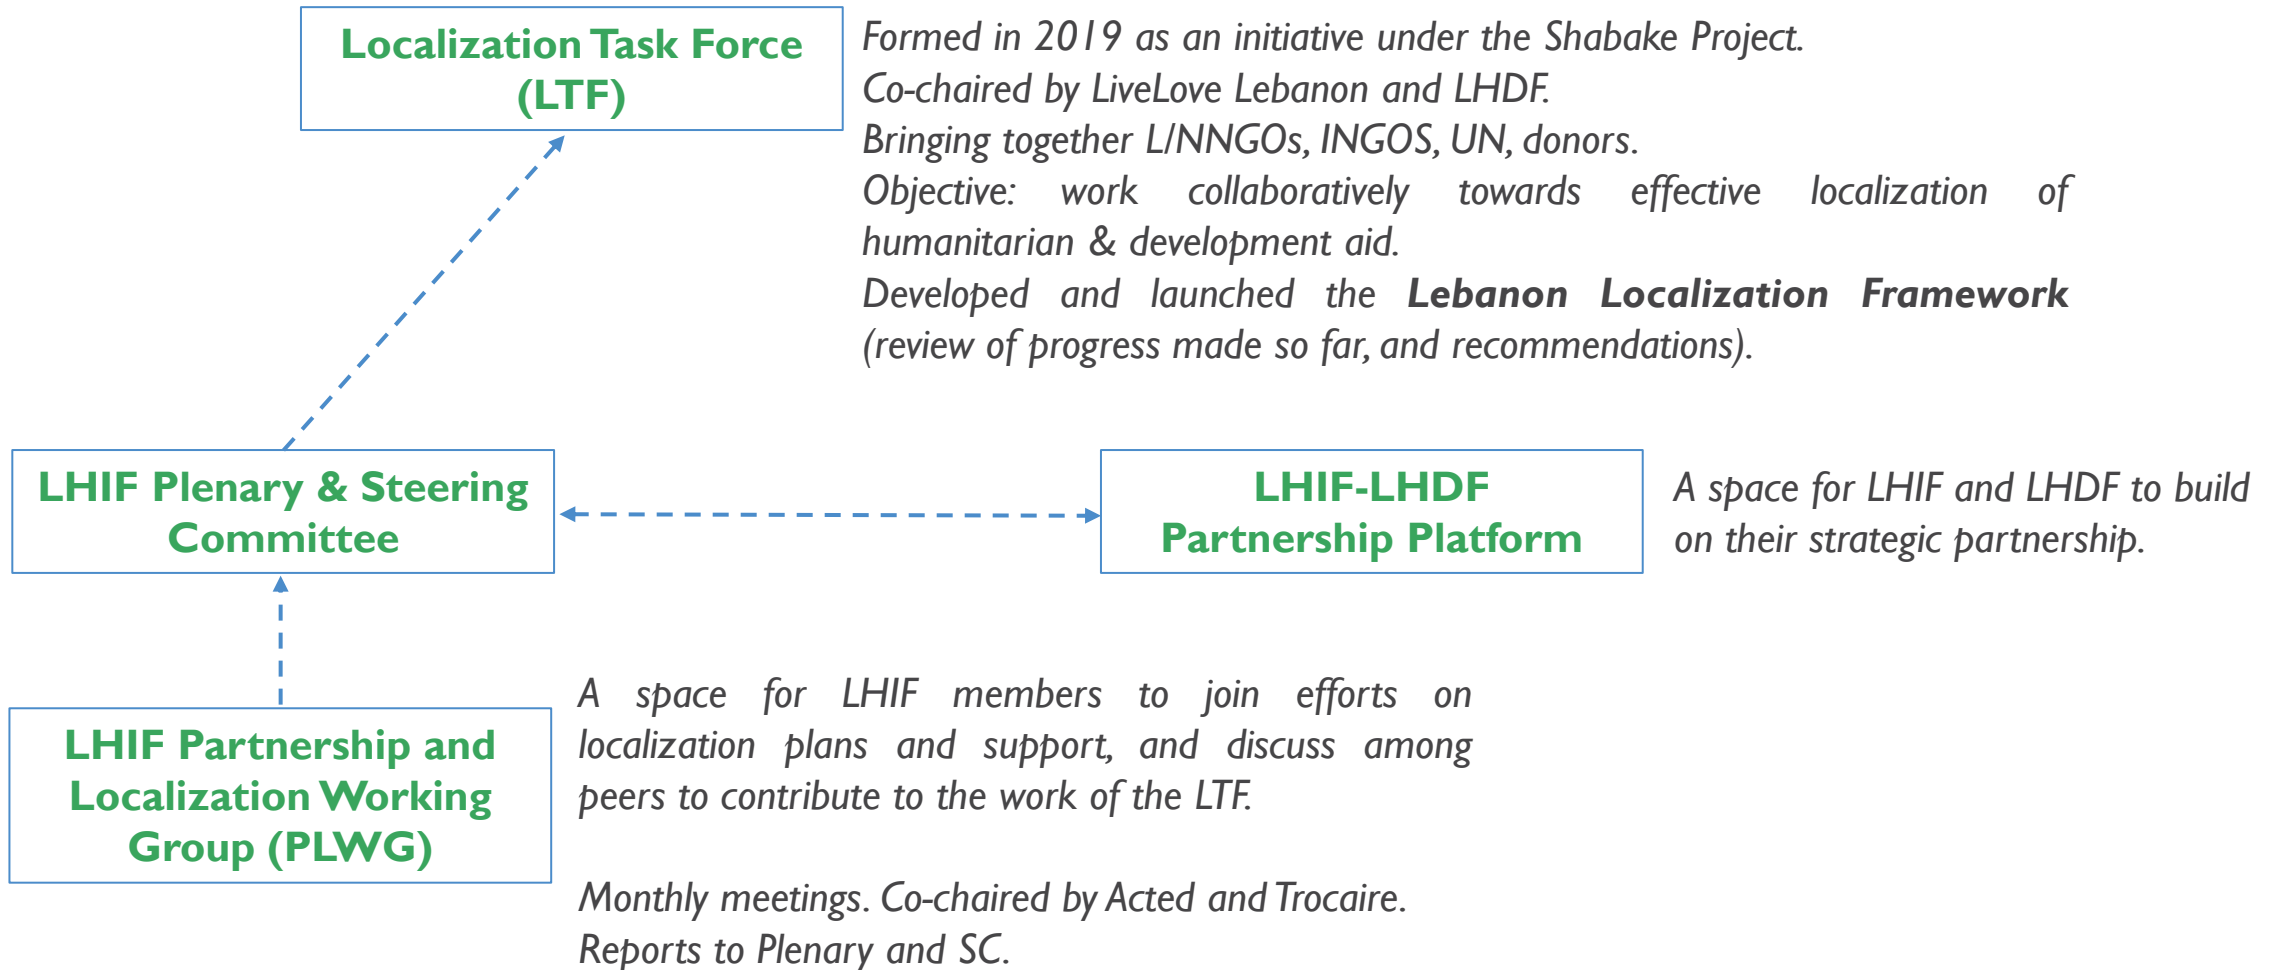 Localization Task Force
(LTF)
Formed in 2019 as an initiative under the Shabake Project.
Co-chaired by LiveLove Lebanon and LHDF.
Bringing together L/NNGOs, INGOS, UN, donors.
Objective: work collaboratively towards effective localization of
humanitarian & development aid.
Developed and launched the Lebanon Localization Framework
(review of progress made so far, and recommendations).
LHIF Plenary & Steering
Committee
LHIF-LHDF
Partnership Platform
A space for LHIF and LHDF to build
on their strategic partnership.
LHIF Partnership and
Localization Working
Group (PLWG)
A space for LHIF members to join efforts on
localization plans and support, and discuss among
peers to contribute to the work of the LTF.
Monthly meetings. Co-chaired by Acted and Trocaire.
Reports to Plenary and SC.